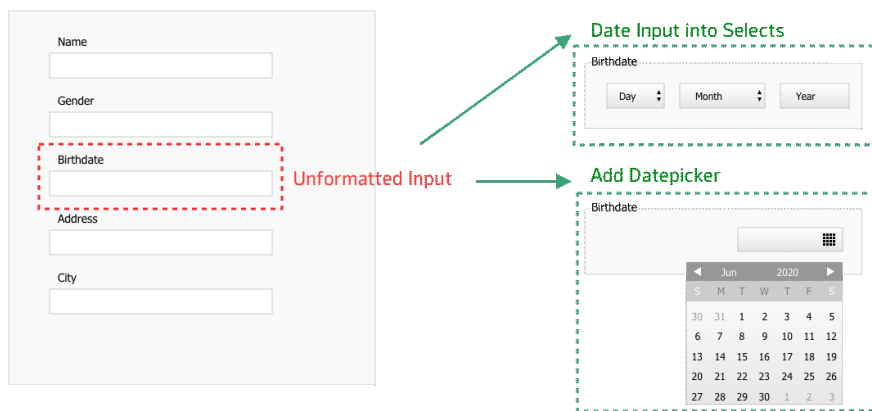 Name
Gender
Birthdate
Address
City
Unformatted Input
Date Input into Selects
Birthdate
Day Month Year
Add Datepicker
Birthdate
Jun 2020
S M T W T F S
30 31 1 2 3 4 5
6 7 8 9 10 11 12
13 14 15 16 17 18 19
20 21 22 23 24 25 26
27 28 29 30 1 2 3